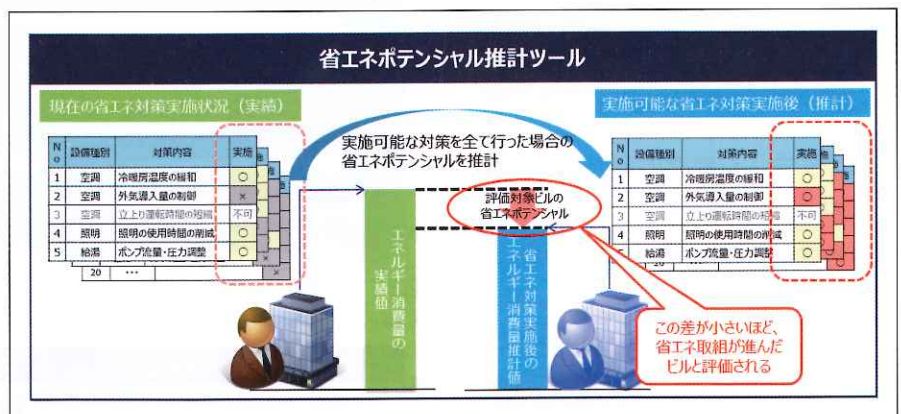 省エネポテンシャル推計ツール
現在の省エネ対策実施状況（実績）
実施可能な省エネ対策実施後（推計）
実施可能な対策を全て行った場合の
省エネポテンシャルを推計
No 設備種別 対策内容 実施
1 空調 冷暖房温度の緩和 ○
2 空調 外気導入量の制御 ×
3 空調 立上り運転時間の短縮 不可
4 照明 照明の使用時間の削減 ○
5 給湯 ポンプ流量・圧力調整 ○
20 … ×
エネルギー消費量の
実績値
評価対象ビルの
省エネポテンシャル
省エネ対策実施後の
エネルギー消費量推計値
No 設備種別 対策内容 実施
1 空調 冷暖房温度の緩和 ○
2 空調 外気導入量の制御 ○
3 空調 立上り運転時間の短縮 不可
4 照明 照明の使用時間の削減 ○
5 給湯 ポンプ流量・圧力調整 ○
20 …
この差が小さいほど、
省エネ取組が進んだ
ビルと評価される